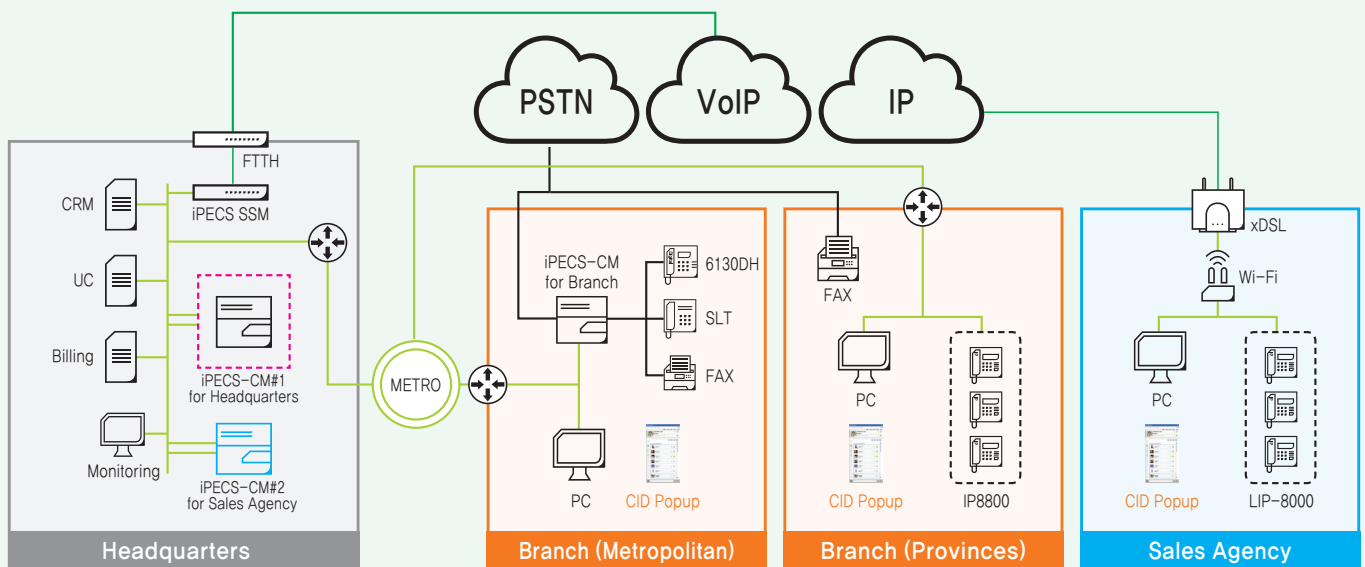 PSTN
VoIP
IP
FTTH
iPECS SSM
CRM
UC
Billing
Monitoring
iPECS-CM#1
for Headquarters
iPECS-CM#2
for Sales Agency
Headquarters
METRO
iPECS-CM
for Branch
6130DH
SLT
FAX
PC
CID Popup
Branch (Metropolitan)
FAX
PC
CID Popup
IP8800
Branch (Provinces)
xDSL
Wi-Fi
PC
CID Popup
LIP-8000
Sales Agency